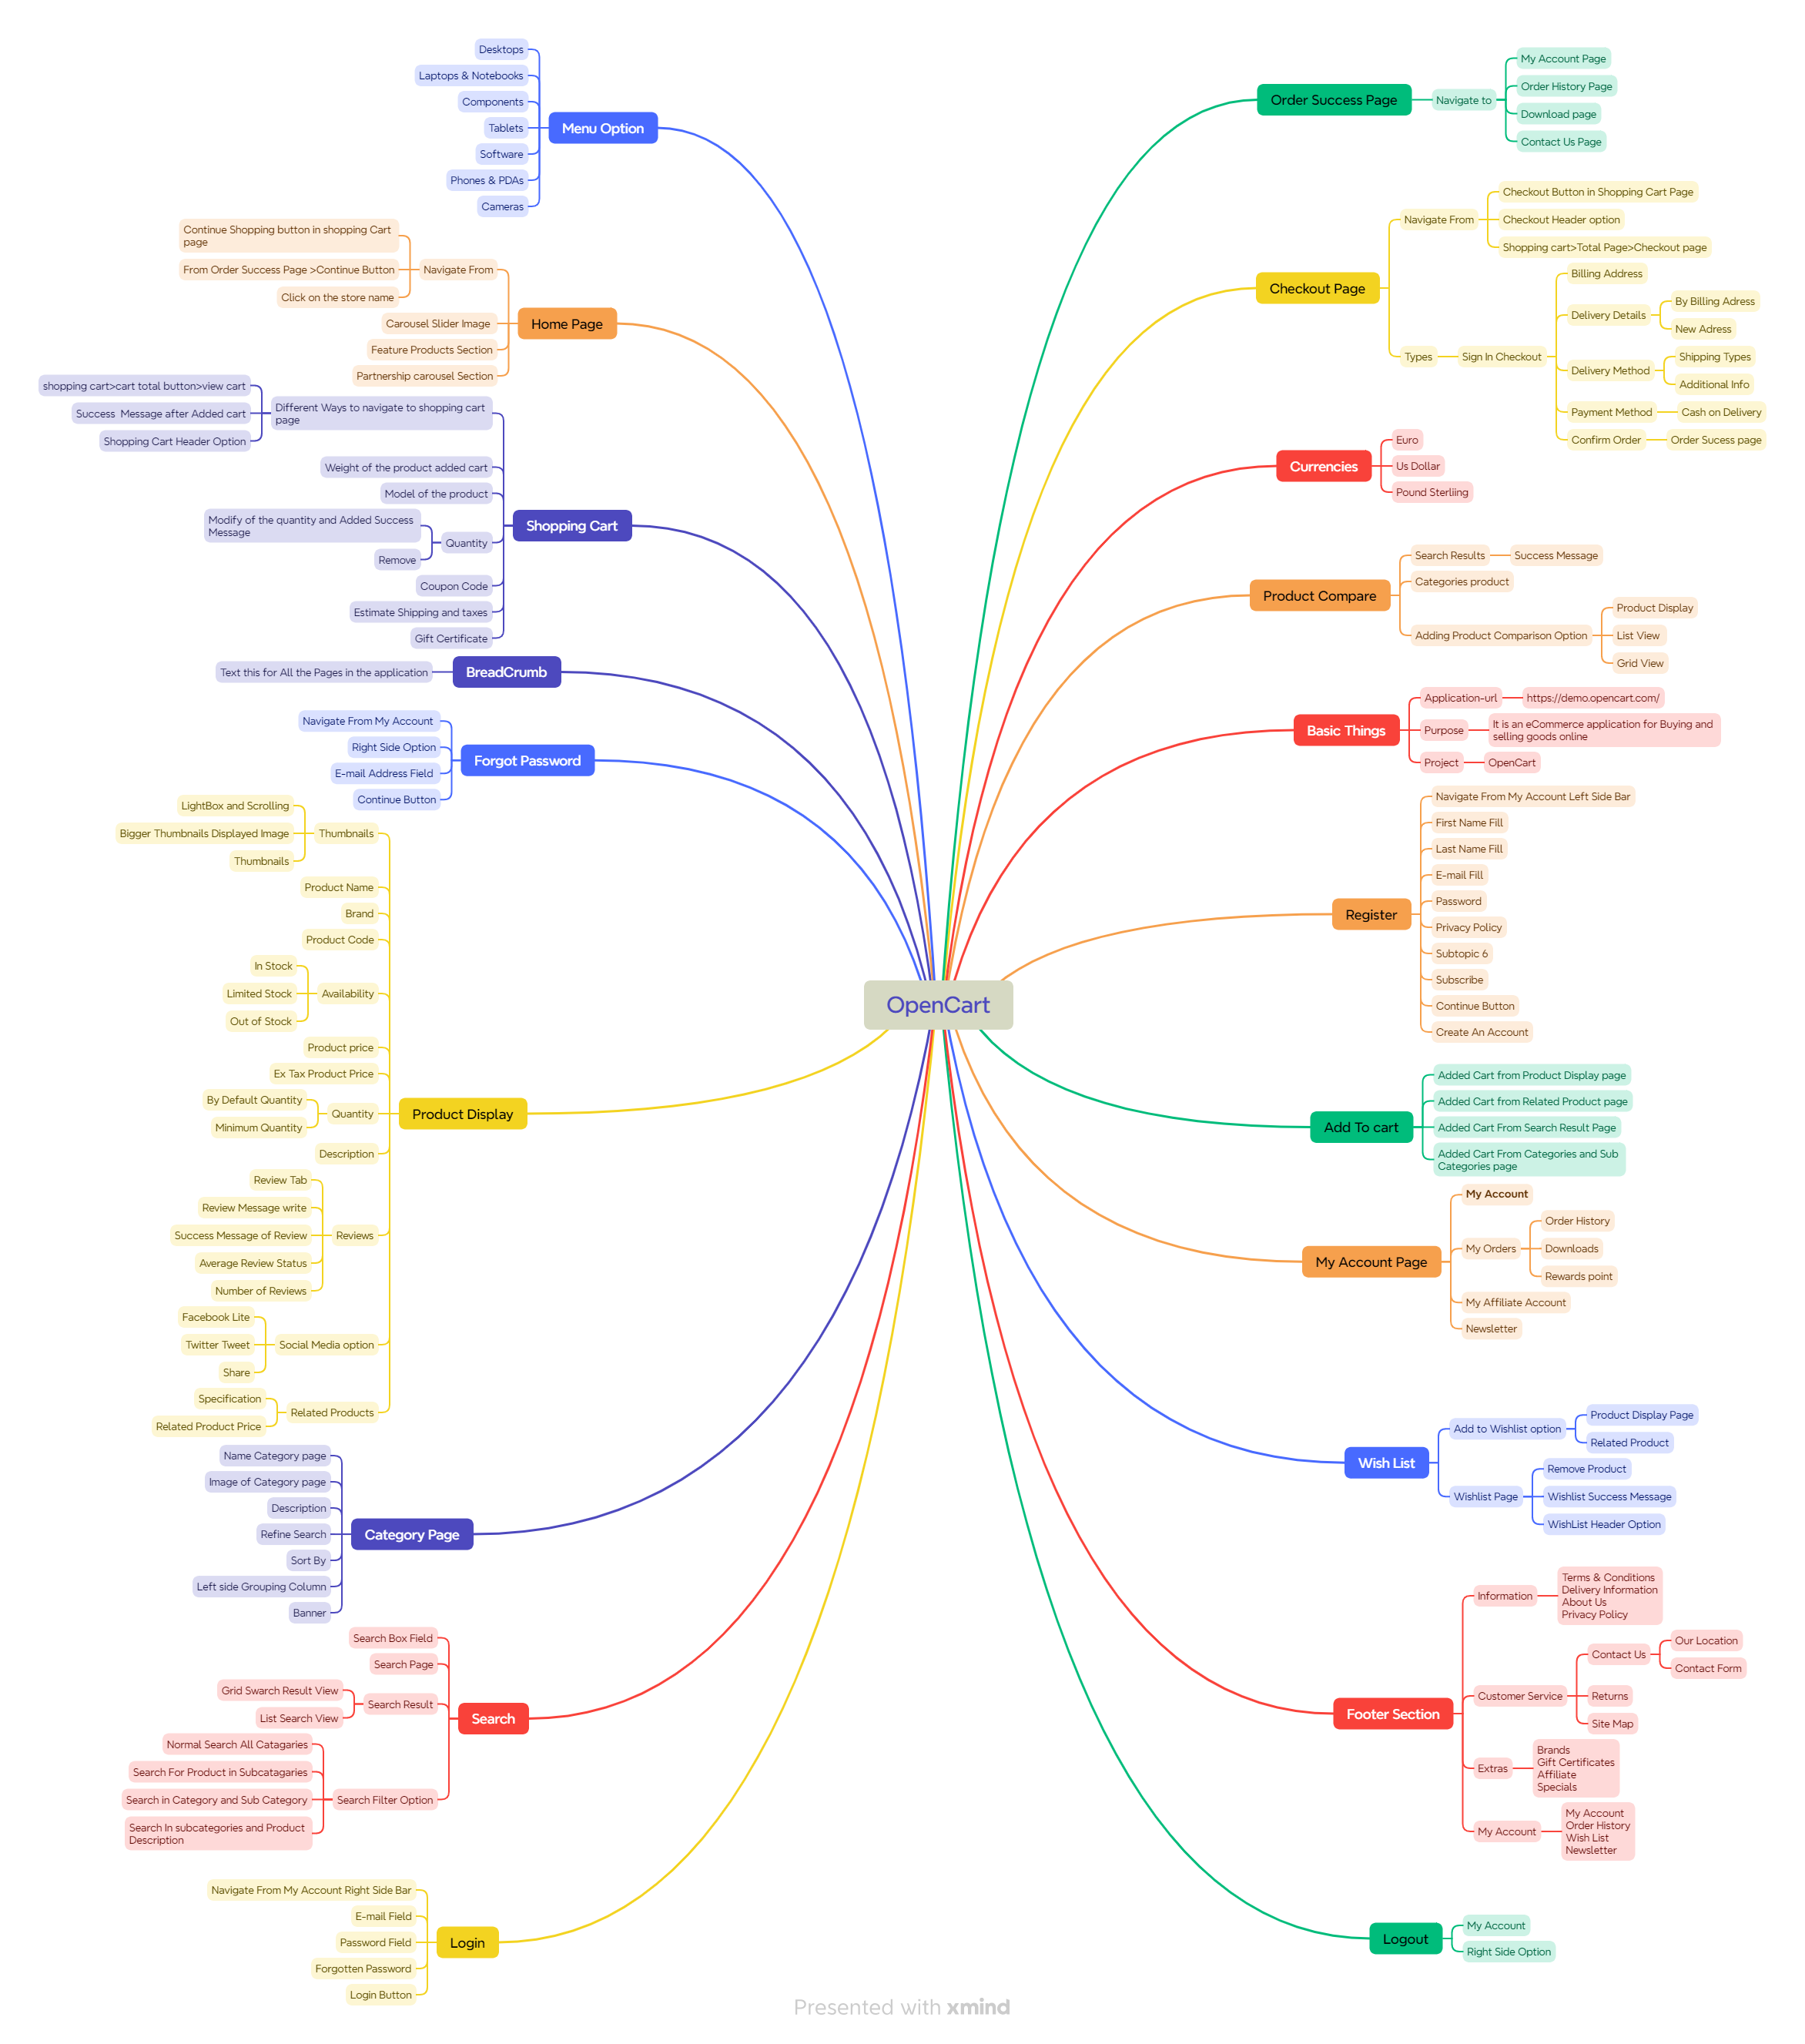 OpenCart
Order Success Page
Navigate to
My Account Page
Order History Page
Download page
Contact Us Page
Checkout Page
Navigate From
Checkout Button in Shopping Cart Page
Checkout Header option
Shopping cart>Total Page>Checkout page
Types
Sign In Checkout
Billing Address
Delivery Details
By Billing Adress
New Adress
Delivery Method
Shipping Types
Additional Info
Payment Method
Cash on Delivery
Confirm Order
Order Sucess page
Currencies
Euro
Us Dollar
Pound Sterliing
Product Compare
Search Results
Success Message
Categories product
Adding Product Comparison Option
Product Display
List View
Grid View
Basic Things
Application-url
https://demo.opencart.com/
Purpose
It is an eCommerce application for Buying and
selling goods online
Project
OpenCart
Register
Navigate From My Account Left Side Bar
First Name Fill
Last Name Fill
E-mail Fill
Password
Privacy Policy
Subtopic 6
Subscribe
Continue Button
Create An Account
Add To cart
Added Cart from Product Display page
Added Cart from Related Product page
Added Cart From Search Result Page
Added Cart From Categories and Sub
Categories page
My Account Page
My Account
My Orders
Order History
Downloads
Rewards point
My Affiliate Account
Newsletter
Wish List
Add to Wishlist option
Product Display Page
Related Product
Wishlist Page
Remove Product
Wishlist Success Message
WishList Header Option
Footer Section
Information
Terms & Conditions
Delivery Information
About Us
Privacy Policy
Customer Service
Contact Us
Our Location
Contact Form
Returns
Site Map
Extras
Brands
Gift Certificates
Affiliate
Specials
My Account
My Account
Order History
Wish List
Newsletter
Logout
My Account
Right Side Option
Menu Option
Desktops
Laptops & Notebooks
Components
Tablets
Software
Phones & PDAs
Cameras
Home Page
Navigate From
Continue Shopping button in shopping Cart
page
From Order Success Page >Continue Button
Click on the store name
Carousel Slider Image
Feature Products Section
Partnership carousel Section
Shopping Cart
Different Ways to navigate to shopping cart
page
shopping cart>cart total button>view cart
Success  Message after Added cart
Shopping Cart Header Option
Weight of the product added cart
Model of the product
Quantity
Modify of the quantity and Added Success
Message
Remove
Coupon Code
Estimate Shipping and taxes
Gift Certificate
BreadCrumb
Text this for All the Pages in the application
Forgot Password
Navigate From My Account
Right Side Option
E-mail Address Field
Continue Button
Product Display
Thumbnails
LightBox and Scrolling
Bigger Thumbnails Displayed Image
Thumbnails
Product Name
Brand
Product Code
Availability
In Stock
Limited Stock
Out of Stock
Product price
Ex Tax Product Price
Quantity
By Default Quantity
Minimum Quantity
Description
Reviews
Review Tab
Review Message write
Success Message of Review
Average Review Status
Number of Reviews
Social Media option
Facebook Lite
Twitter Tweet
Share
Related Products
Specification
Related Product Price
Category Page
Name Category page
Image of Category page
Description
Refine Search
Sort By
Left side Grouping Column
Banner
Search
Search Box Field
Search Page
Search Result
Grid Swarch Result View
List Search View
Search Filter Option
Normal Search All Catagaries
Search For Product in Subcatagaries
Search in Category and Sub Category
Search In subcategories and Product
Description
Login
Navigate From My Account Right Side Bar
E-mail Field
Password Field
Forgotten Password
Login Button
Presented with xmind